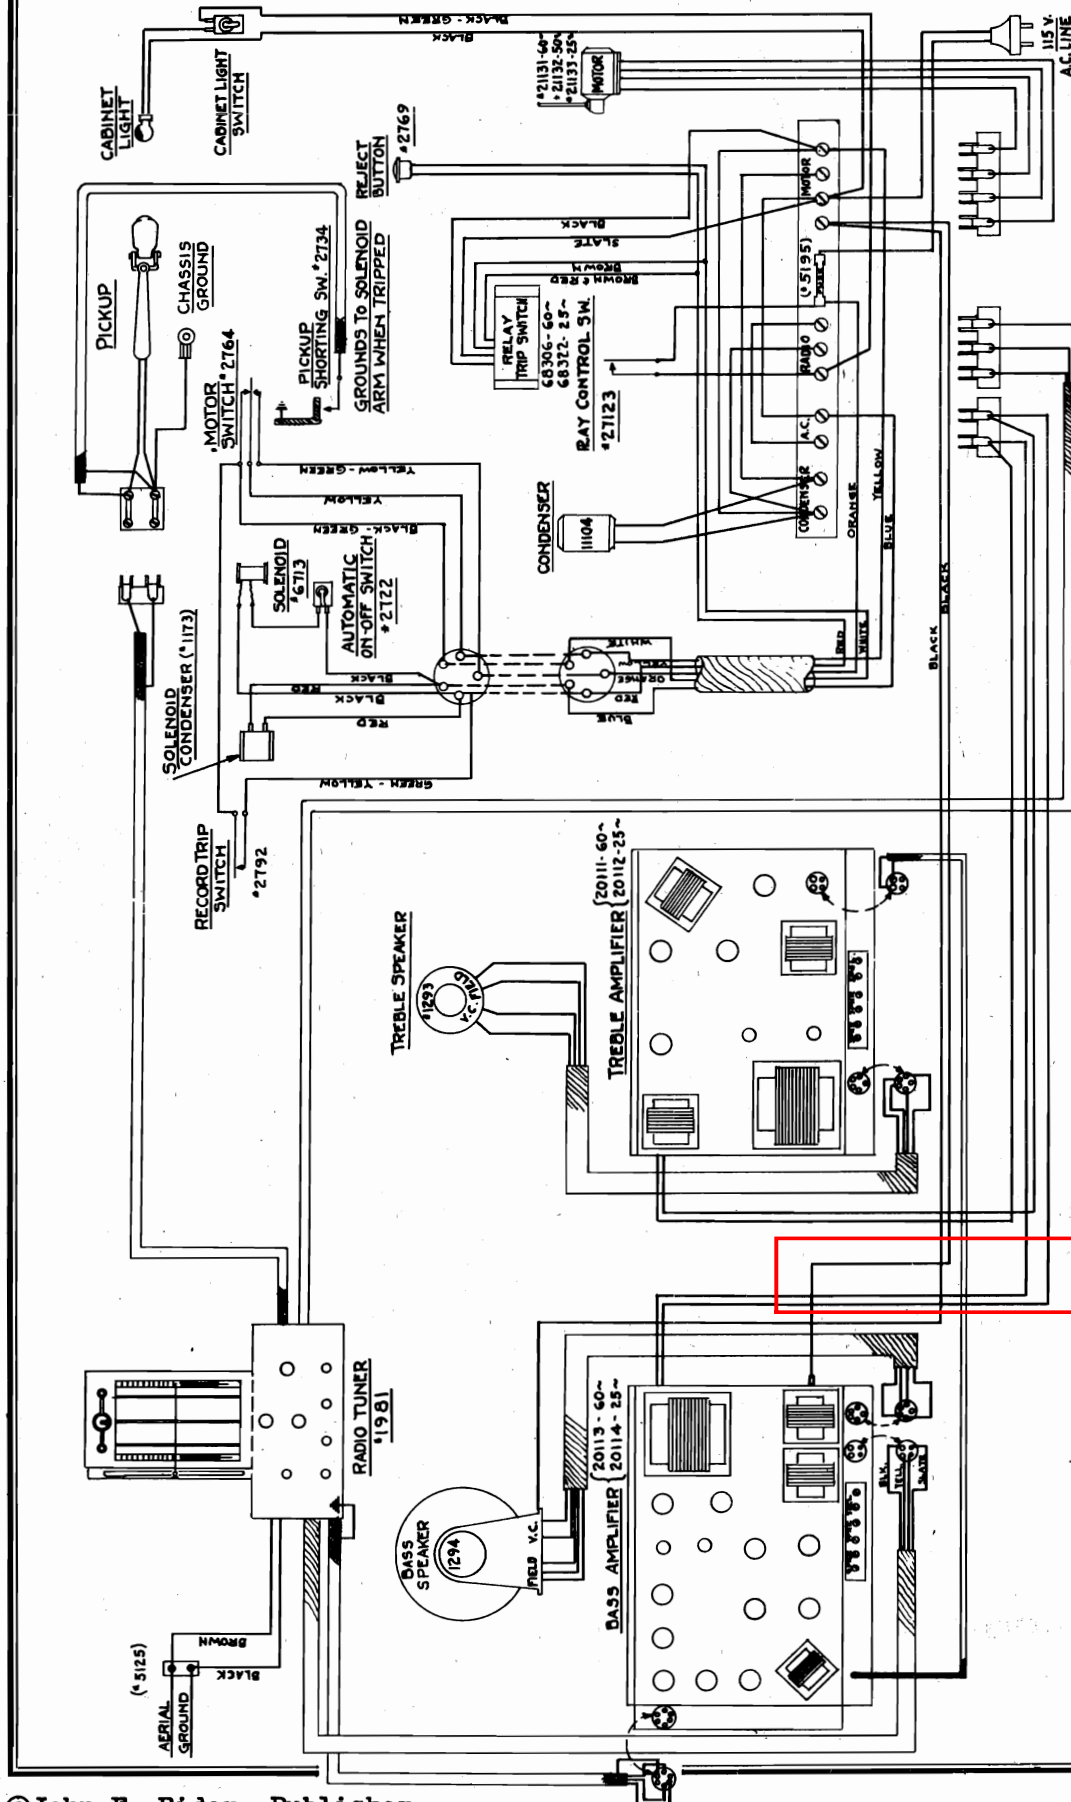 BLACK-GREEN
BLACK
CABINET
LIGHT
CABINET LIGHT
SWITCH
*21131-60~
*21132-50~
*21133-25~
MOTOR
115 V.
A.C. LINE
REJECT
BUTTON
*2769
PICKUP
CHASSIS
GROUND
MOTOR
SWITCH *2764
PICKUP
SHORTING SW. *2734
GROUNDS TO SOLENOID
ARM WHEN TRIPPED
BLACK
SLATE
BROWN
BROWN & RED
RELAY
TRIP SWITCH
68306-60~
68322-25~
RAY CONTROL SW.
*27123
MOTOR
(*5195)
FUSE
RADIO
A.C.
CONDENSER
YELLOW-GREEN
YELLOW
BLACK-GREEN
SOLENOID
*6713
AUTOMATIC
ON-OFF SWITCH
*2722
CONDENSER
11104
ORANGE
YELLOW
BLUE
BLACK
BLACK
SOLENOID
CONDENSER (*1173)
BLACK
RED
BLACK
RED
GREEN-YELLOW
WHITE
YELLOW
ORANGE
RED
BLUE
RED
WHITE
RECORD TRIP
SWITCH
*2792
TREBLE SPEAKER
*1293
V.C. FIELD
TREBLE AMPLIFIER
20111-60~
20112-25~
RADIO TUNER
*1981
BASS
SPEAKER
1294
FIELD V.C.
BASS AMPLIFIER
20113-60~
20114-25~
BLK.
YELL.
SLATE
(*5125)
BROWN
BLACK
AERIAL
GROUND
©John F. Rider, Publisher